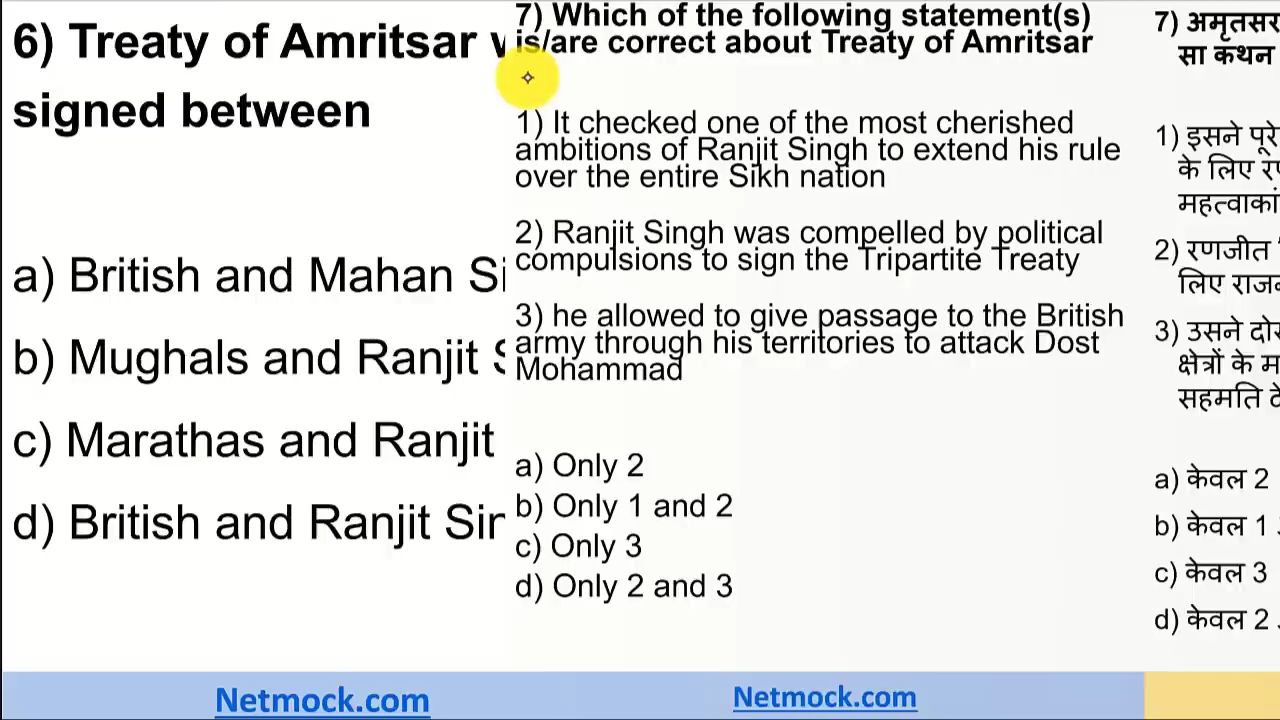 6) Treaty of Amritsar
signed between
a) British and Mahan
b) Mughals and Ranjit
c) Marathas and Ranjit
d) British and Ranjit
Netmock.com
7) Which of the following statement(s)
is/are correct about Treaty of Amritsar
1) It checked one of the most cherished
ambitions of Ranjit Singh to extend his rule
over the entire Sikh nation
2) Ranjit Singh was compelled by political
compulsions to sign the Tripartite Treaty
3) he allowed to give passage to the British
army through his territories to attack Dost
Mohammad
a) Only 2
b) Only 1 and 2
c) Only 3
d) Only 2 and 3
Netmock.com
7) अमृतसर
सा कथन
1) इसने पूरे
के लिए
2) रणजीत
लिए
3) उसने
क्षेत्रों के
सहमति
a) केवल 2
b) केवल 1
c) केवल 3
d) केवल 2